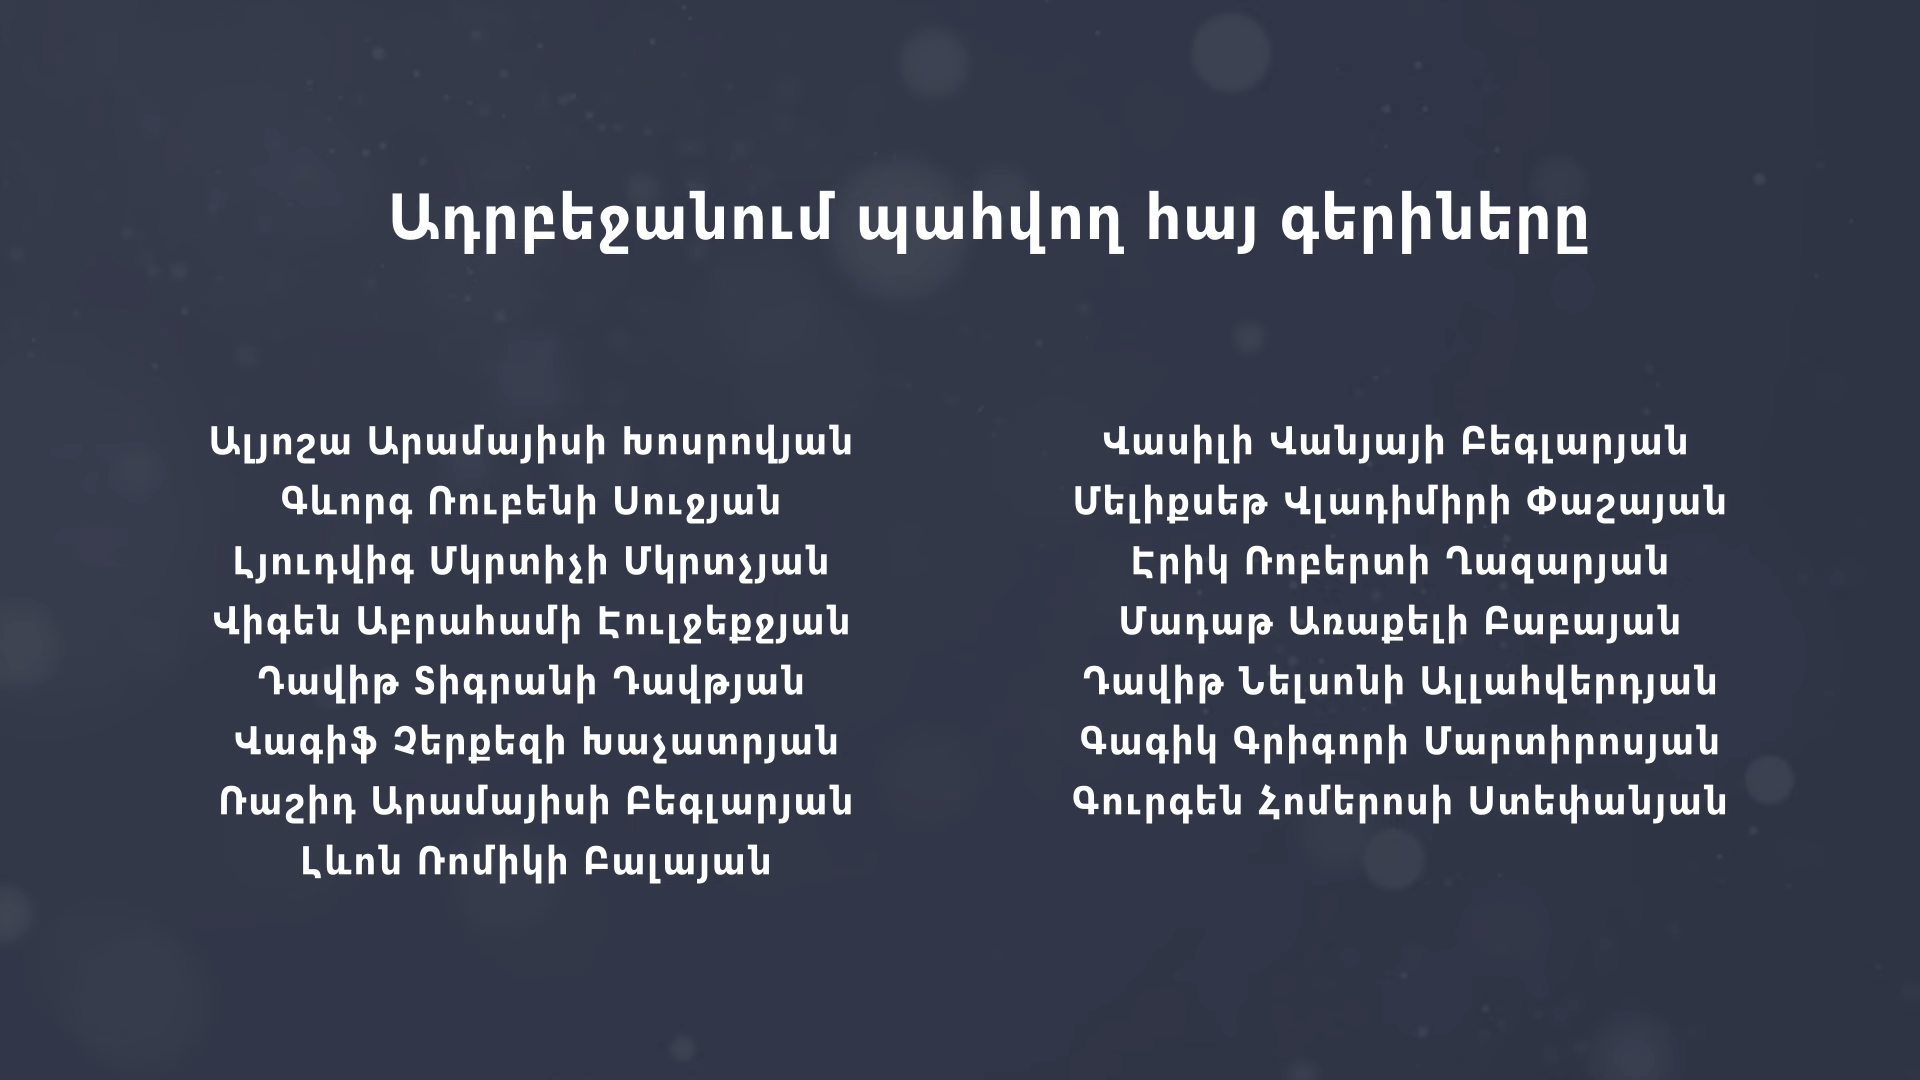 Ադրբեջանում պահվող հայ գերիները
Ալյոշա Արամայիսի Խոսրովյան
Գևորգ Ռուբենի Սուջյան
Լյուդվիգ Մկրտիչի Մկրտչյան
Վիգեն Աբրահամի Էուլջեքջյան
Դավիթ Տիգրանի Դավթյան
Վագիֆ Չերքեզի Խաչատրյան
Ռաշիդ Արամայիսի Բեգլարյան
Լևոն Ռոմիկի Բալայան
Վասիլի Վանյայի Բեգլարյան
Մելիքսեթ Վլադիմիրի Փաշայան
Էրիկ Ռոբերտի Ղազարյան
Մադաթ Առաքելի Բաբայան
Դավիթ Նելսոնի Ալլահվերդյան
Գագիկ Գրիգորի Մարտիրոսյան
Գուրգեն Հոմերոսի Ստեփանյան